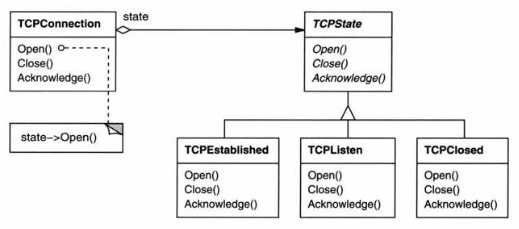 state
TCPConnection
Open()
Close()
Acknowledge()
state->Open()
TCPState
Open()
Close()
Acknowledge()
TCPEstablished
Open()
Close()
Acknowledge()
TCPListen
Open()
Close()
Acknowledge()
TCPClosed
Open()
Close()
Acknowledge()